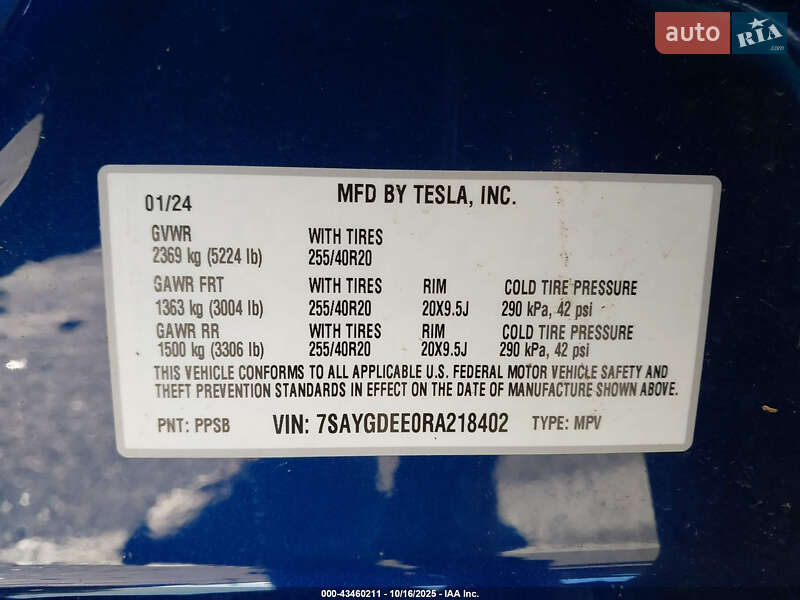 auto RIA.com
01/24 MFD BY TESLA, INC.
GVWR WITH TIRES
2369 kg (5224 lb) 255/40R20
GAWR FRT WITH TIRES RIM COLD TIRE PRESSURE
1363 kg (3004 lb) 255/40R20 20X9.5J 290 kPa, 42 psi
GAWR RR WITH TIRES RIM COLD TIRE PRESSURE
1500 kg (3306 lb) 255/40R20 20X9.5J 290 kPa, 42 psi
THIS VEHICLE CONFORMS TO ALL APPLICABLE U.S. FEDERAL MOTOR VEHICLE SAFETY AND
THEFT PREVENTION STANDARDS IN EFFECT ON THE DATE OF MANUFACTURE SHOWN ABOVE.
PNT: PPSB VIN: 7SAYGDEE0RA218402 TYPE: MPV
000-43460211 - 10/16/2025 - IAA Inc.